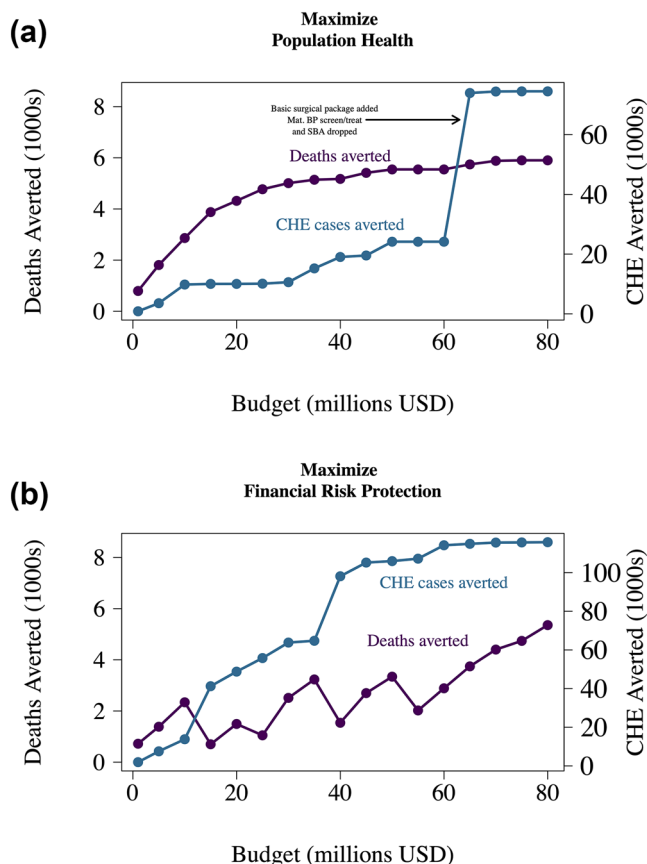 (a)
Maximize
Population Health
Deaths Averted (1000s)
8
6
4
2
0
Basic surgical package added
Mat. BP screen/treat
and SBA dropped
Deaths averted
CHE cases averted
60
40
20
0
CHE Averted (1000s)
0 20 40 60 80
Budget (millions USD)
(b)
Maximize
Financial Risk Protection
Deaths Averted (1000s)
8
6
4
2
0
CHE cases averted
Deaths averted
100
80
60
40
20
0
CHE Averted (1000s)
0 20 40 60 80
Budget (millions USD)